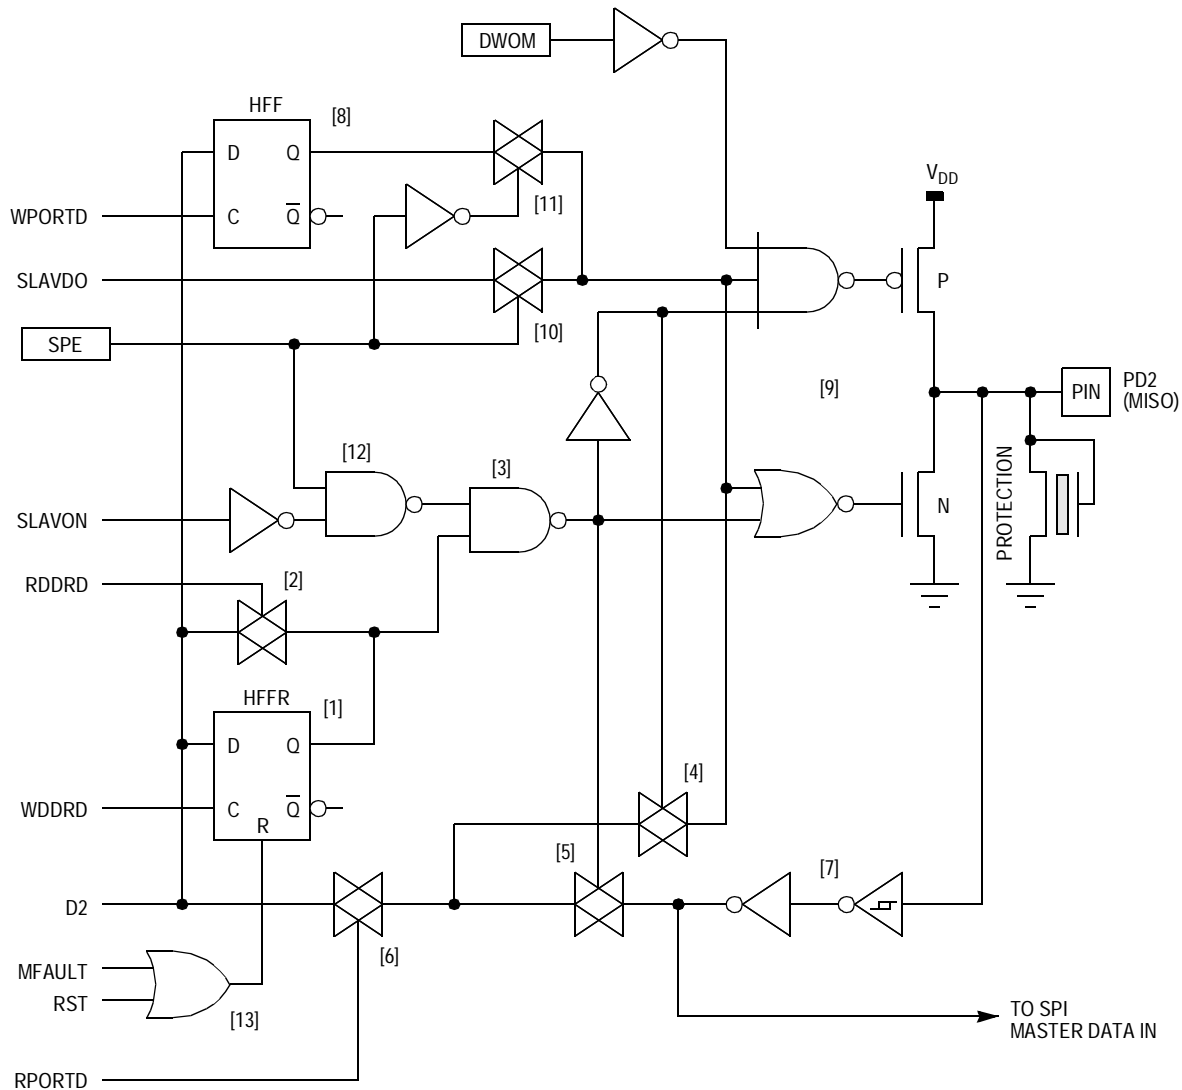 DWOM
HFF
[8]
D
Q
WPORTD
C
Q
[11]
SLAVDO
[10]
SPE
VDD
P
[9]
PIN
PD2
(MISO)
[12]
[3]
SLAVON
N
PROTECTION
RDDRD
[2]
HFFR
[1]
D
Q
WDDRD
C
Q
R
[4]
[5]
[7]
D2
[6]
MFAULT
RST
[13]
TO SPI
MASTER DATA IN
RPORTD